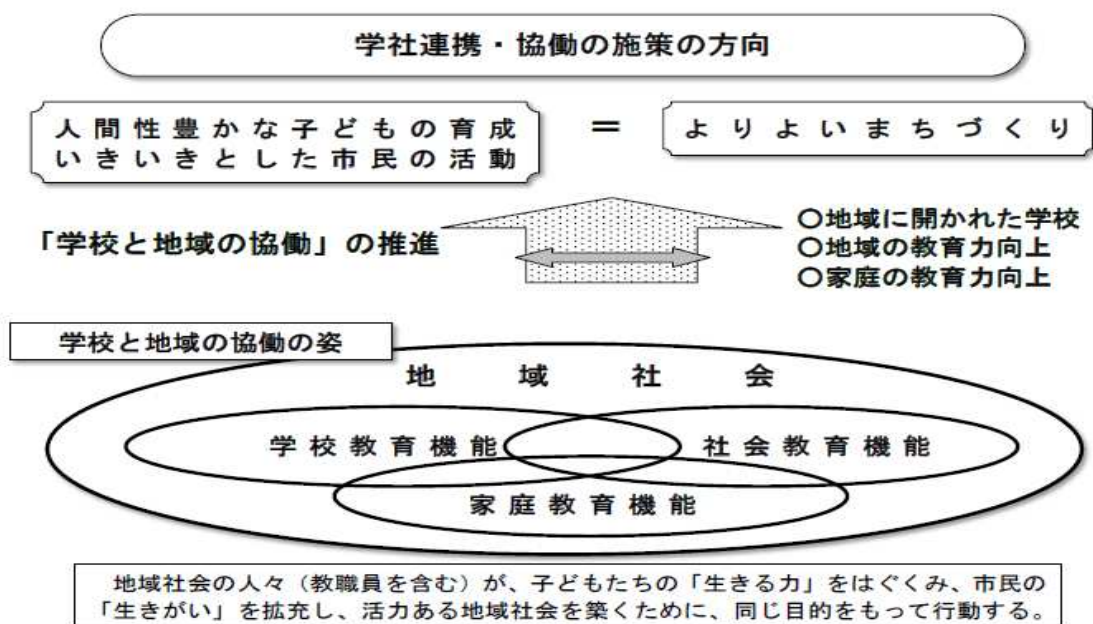 学社連携・協働の施策の方向
人間性豊かな子どもの育成
いきいきとした市民の活動
＝
よりよいまちづくり
「学校と地域の協働」の推進
○地域に開かれた学校
○地域の教育力向上
○家庭の教育力向上
学校と地域の協働の姿
地域社会
学校教育機能
社会教育機能
家庭教育機能
地域社会の人々（教職員を含む）が、子どもたちの「生きる力」をはぐくみ、市民の
「生きがい」を拡充し、活力ある地域社会を築くために、同じ目的をもって行動する。